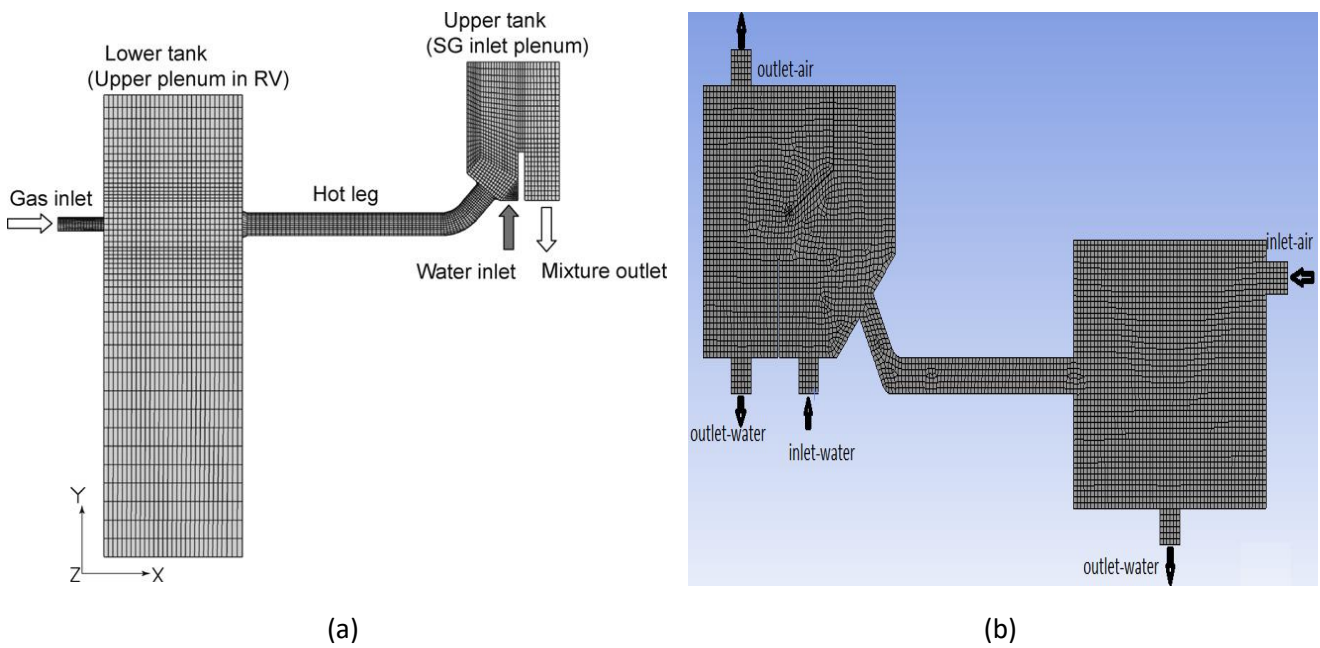 Upper tank
(SG inlet plenum)
Lower tank
(Upper plenum in RV)
Gas inlet
Hot leg
Water inlet
Mixture outlet
Y
Z
X
(a)
outlet-air
inlet-air
outlet-water
inlet-water
outlet-water
(b)